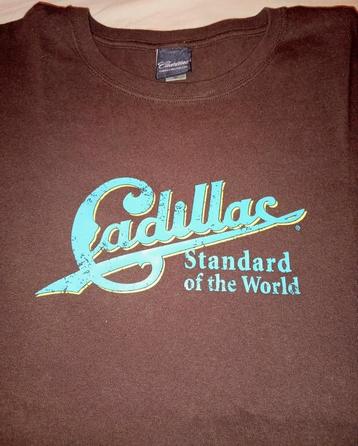 Cadillac
®
Standard
of the World